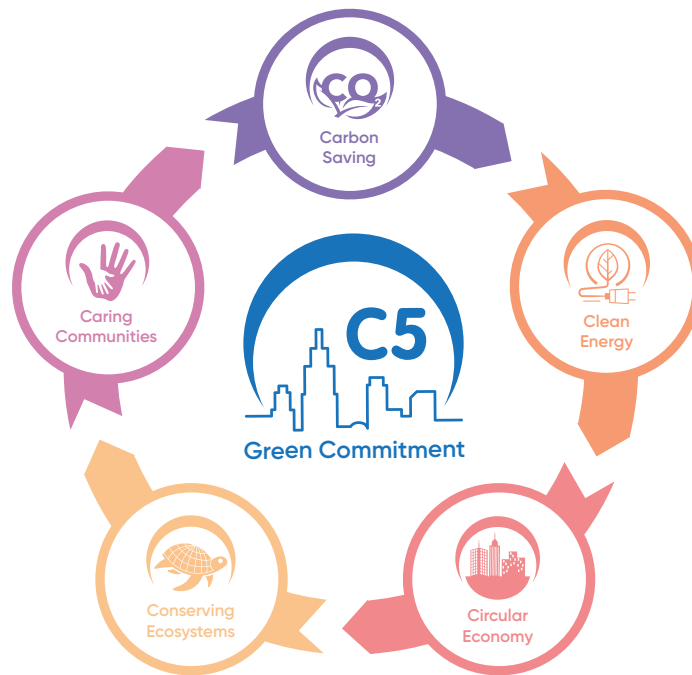 CO2
Carbon
Saving
Clean
Energy
Circular
Economy
Conserving
Ecosystems
Caring
Communities
C5
Green Commitment